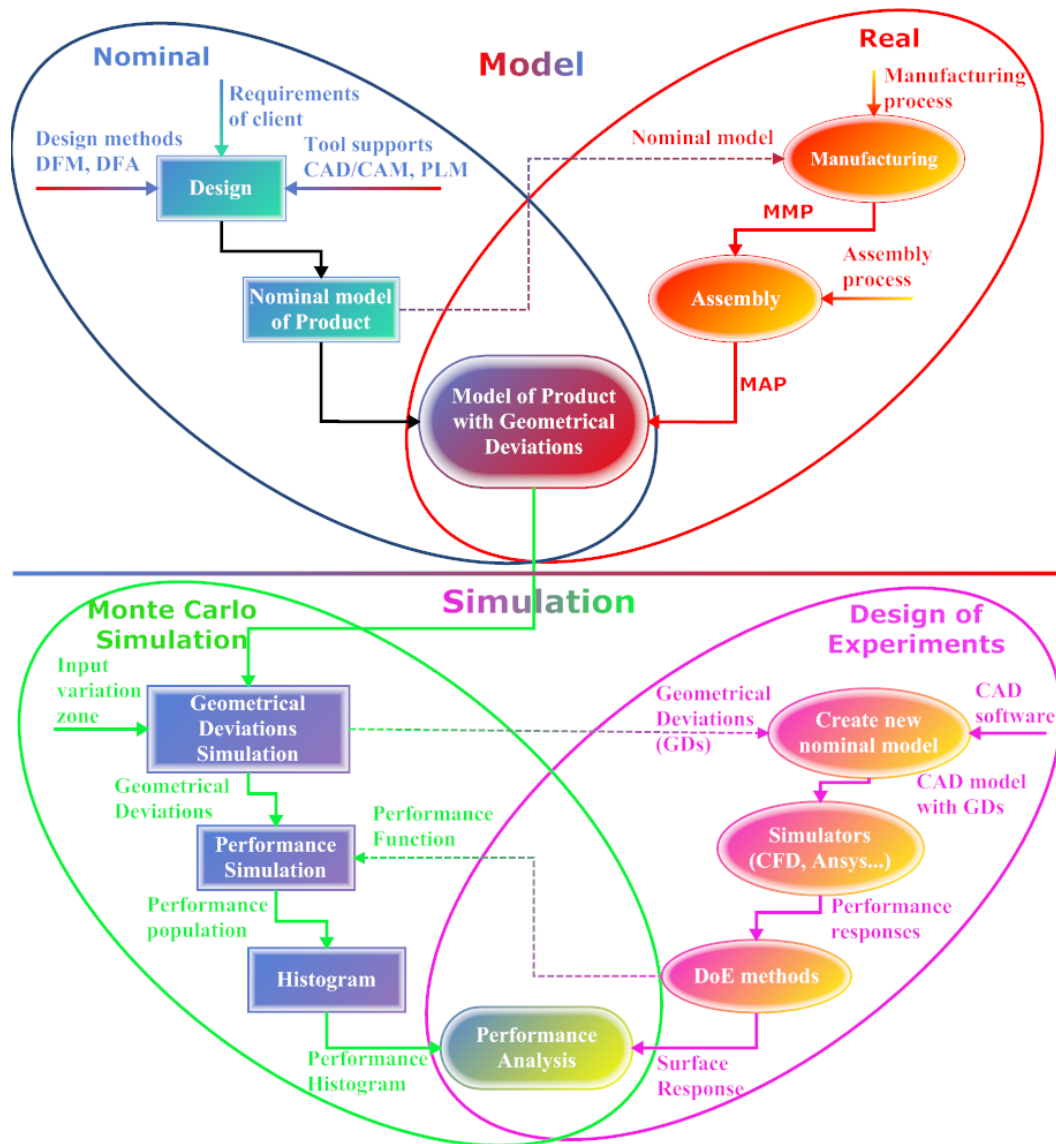 Nominal
Model
Real
Requirements
of client
Design methods
DFM, DFA
Tool supports
CAD/CAM, PLM
Design
Nominal model
of Product
Nominal model
Manufacturing
process
Manufacturing
MMP
Assembly
process
Assembly
MAP
Model of Product
with Geometrical
Deviations
Simulation
Monte Carlo
Simulation
Input
variation
zone
Geometrical
Deviations
Simulation
Geometrical
Deviations
Performance
Simulation
Performance
Function
Performance
population
Histogram
Performance
Histogram
Performance
Analysis
Design of
Experiments
Geometrical
Deviations
(GDs)
Create new
nominal model
CAD
software
CAD model
with GDs
Simulators
(CFD, Ansys...)
Performance
responses
DoE methods
Surface
Response